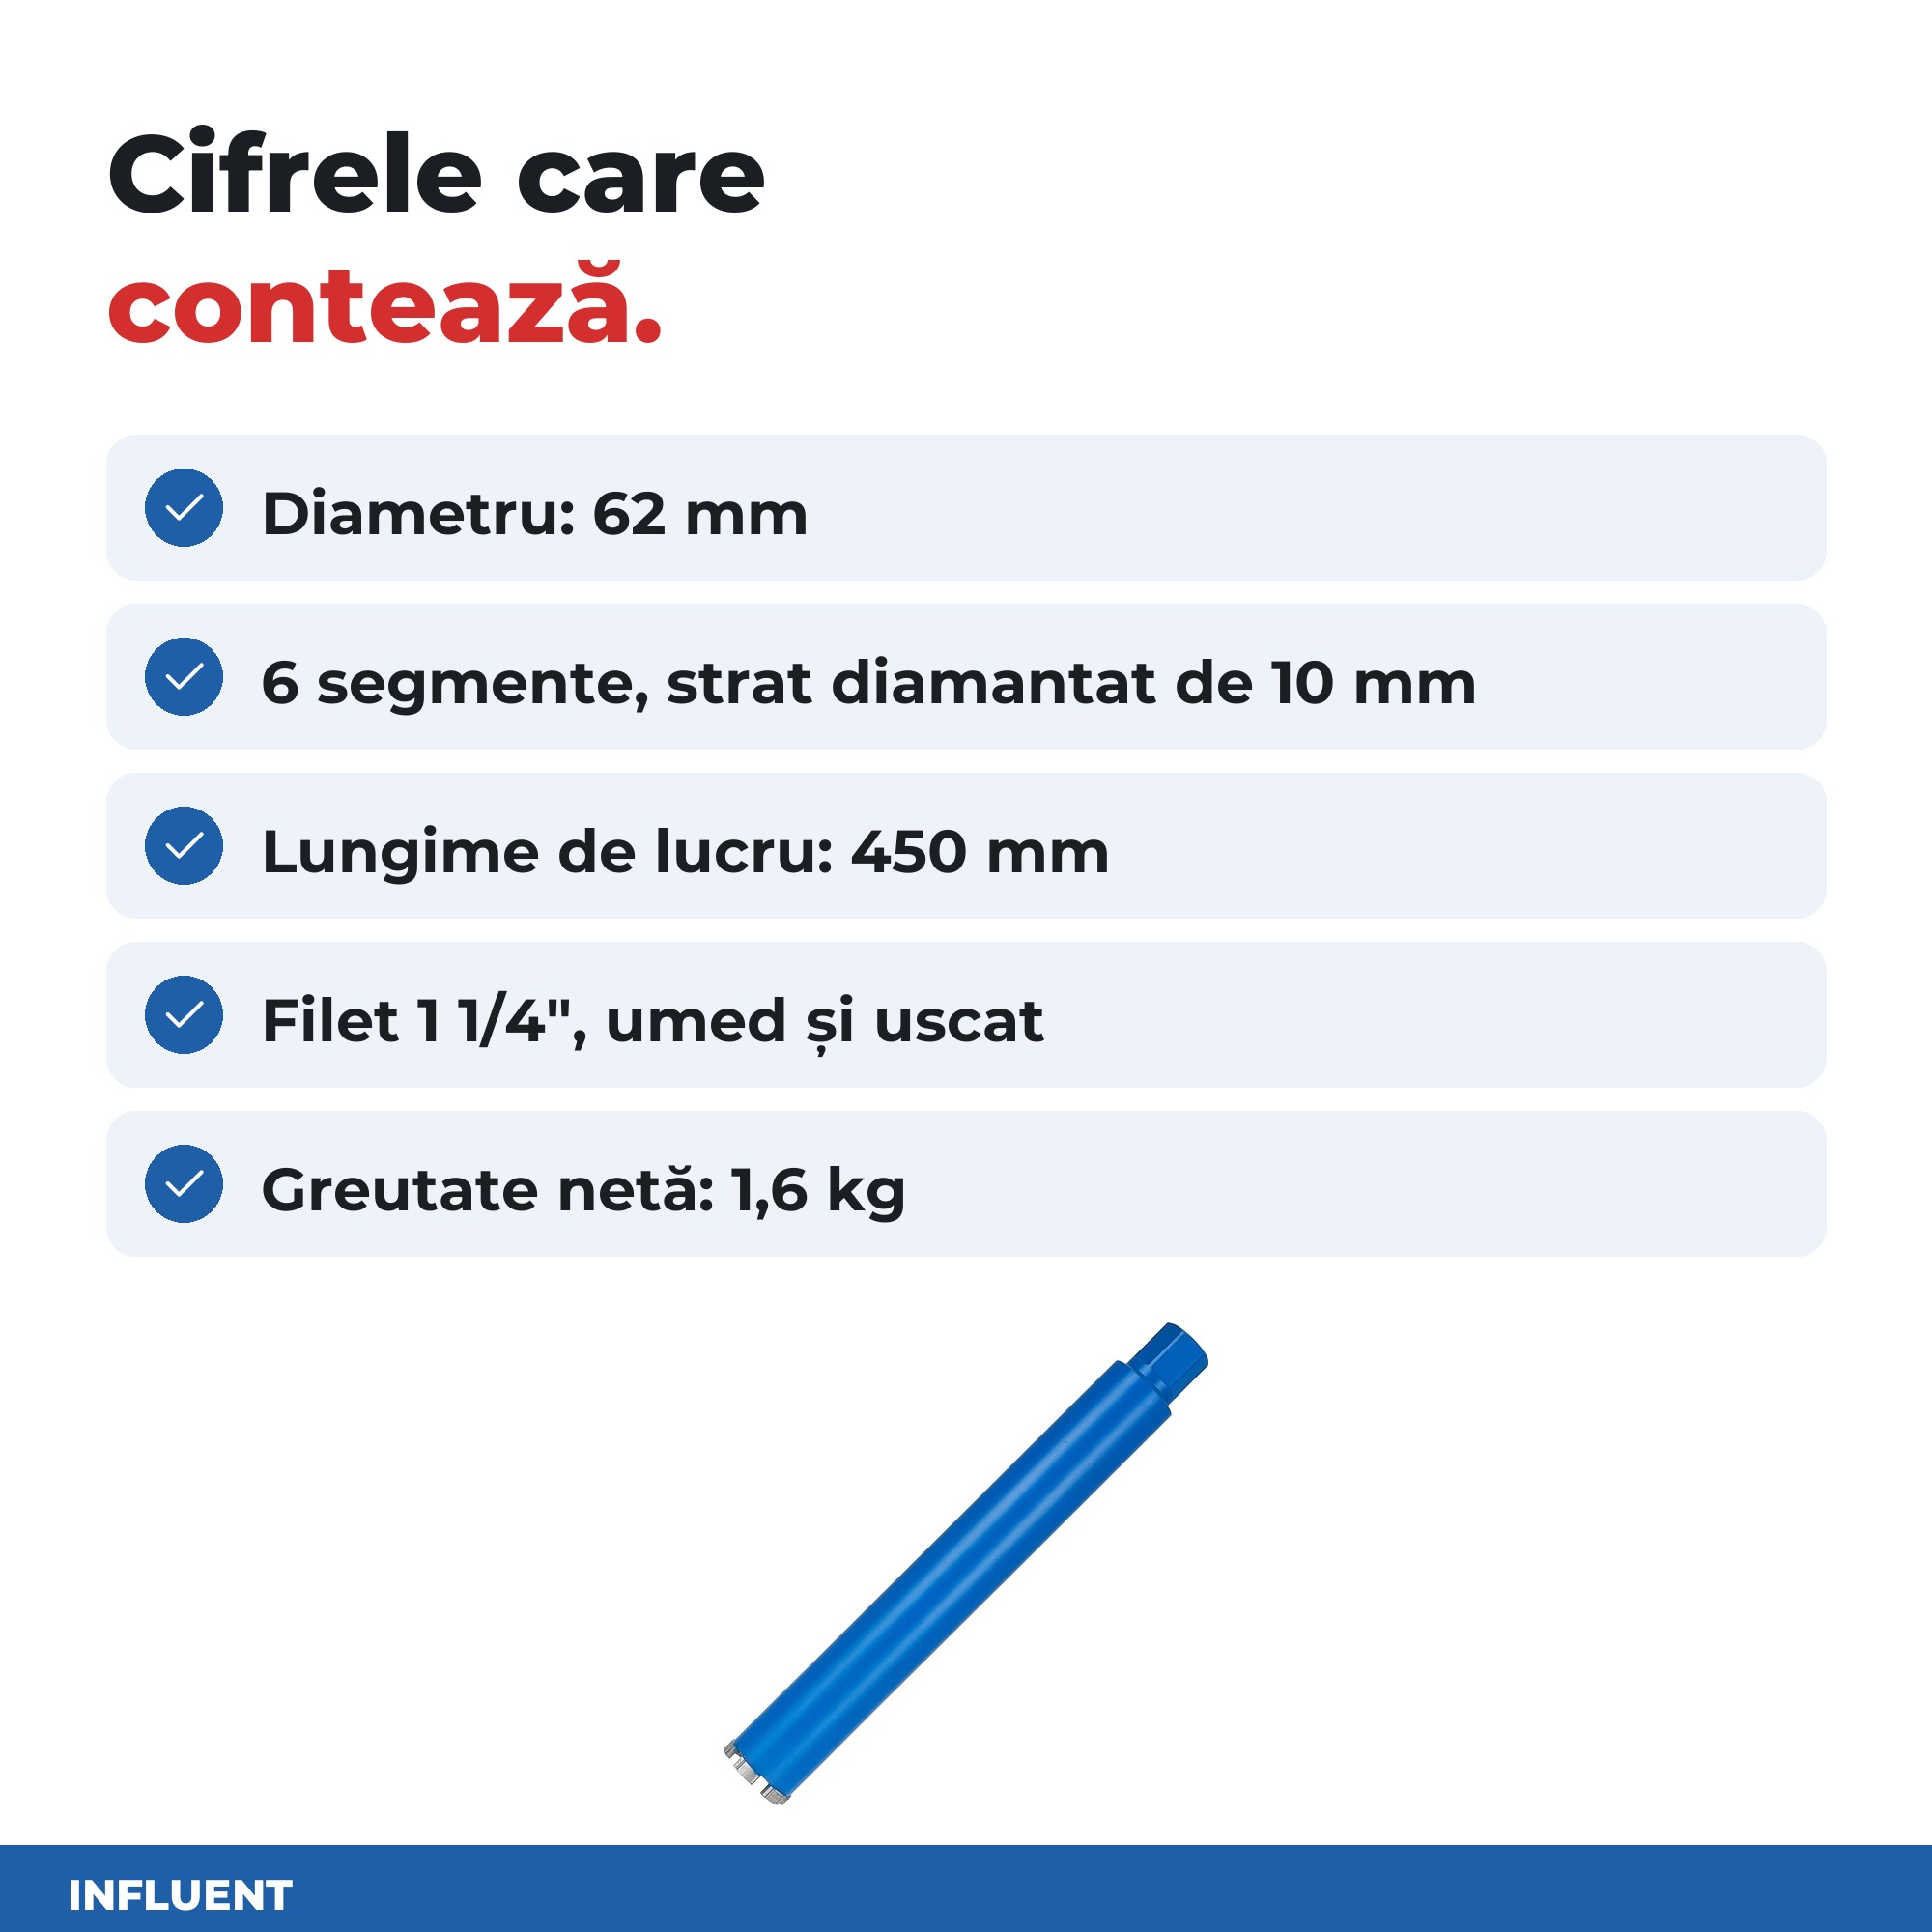 Cifrele care
contează.
Diametru: 62 mm
6 segmente, strat diamantat de 10 mm
Lungime de lucru: 450 mm
Filet 1 1/4", umed și uscat
Greutate netă: 1,6 kg
INFLUENT